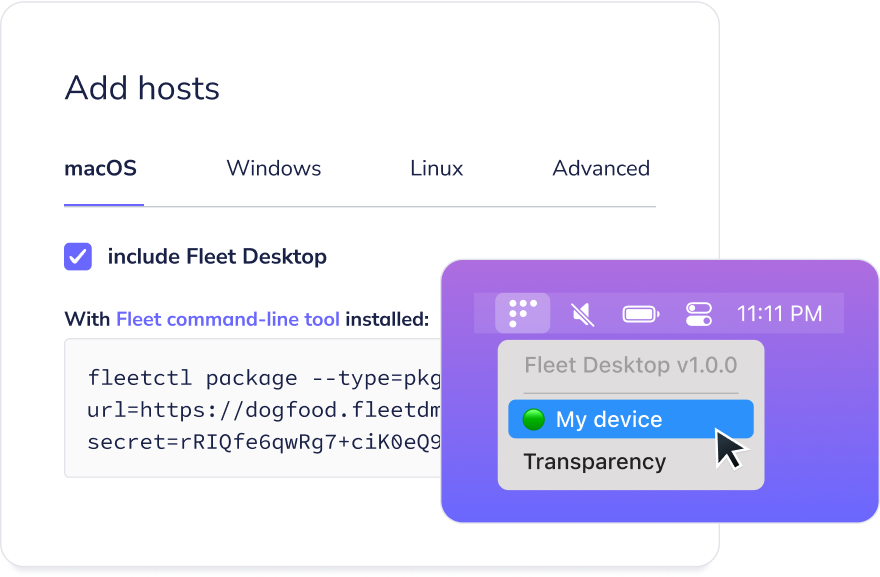 Add hosts
macOS Windows Linux Advanced
include Fleet Desktop
With Fleet command-line tool installed:
fleetctl package --type=pkg
url=https://dogfood.fleetdm
secret=rRIQfe6qwRg7+ciK0eQ9
11:11 PM
Fleet Desktop v1.0.0
My device
Transparency